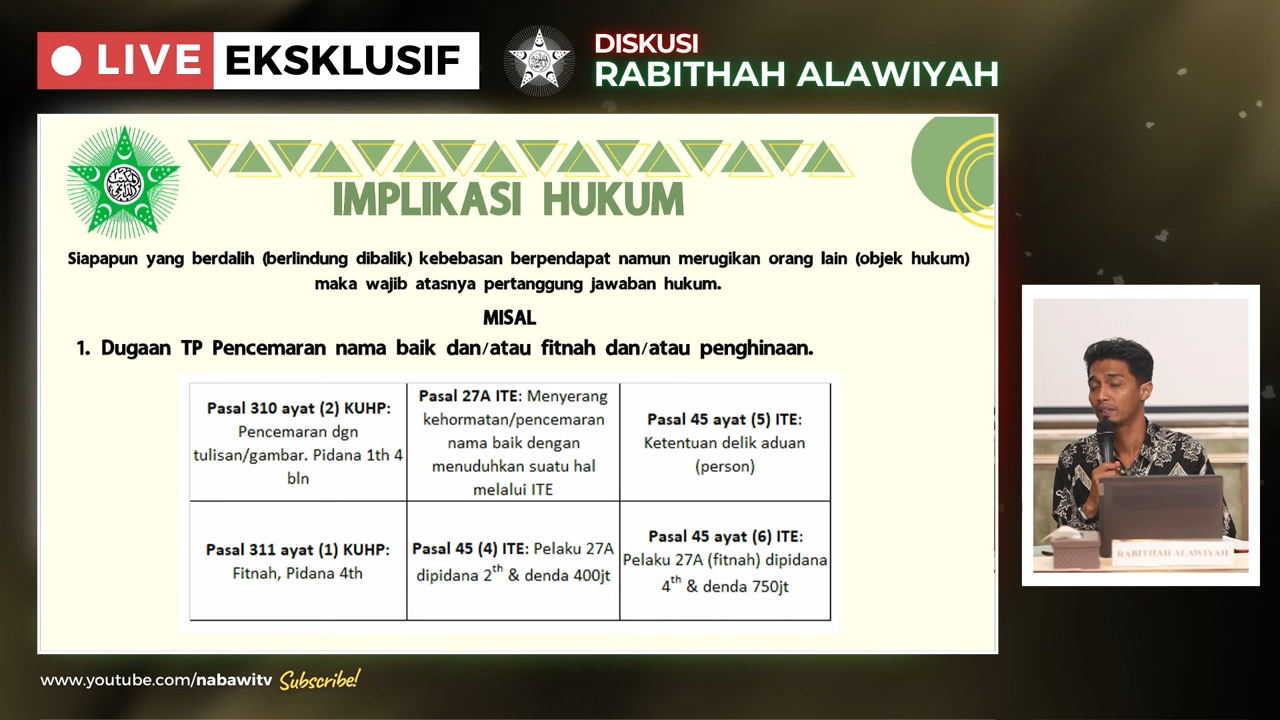 LIVE EKSKLUSIF
DISKUSI
RABITHAH ALAWIYAH
IMPLIKASI HUKUM
Siapapun yang berdalih (berlindung dibalik) kebebasan berpendapat namun merugikan orang lain (objek hukum)
maka wajib atasnya pertanggung jawaban hukum.
MISAL
1. Dugaan TP Pencemaran nama baik dan/atau fitnah dan/atau penghinaan.
Pasal 310 ayat (2) KUHP:
Pencemaran dgn
tulisan/gambar. Pidana 1th 4
bln
Pasal 27A ITE: Menyerang
kehormatan/pencemaran
nama baik dengan
menuduhkan suatu hal
melalui ITE
Pasal 45 ayat (5) ITE:
Ketentuan delik aduan
(person)
Pasal 311 ayat (1) KUHP:
Fitnah, Pidana 4th
Pasal 45 (4) ITE: Pelaku 27A
dipidana 2th & denda 400jt
Pasal 45 ayat (6) ITE:
Pelaku 27A (fitnah) dipidana
4th & denda 750jt
RABITHAH ALAWIYAH
www.youtube.com/nabawitv Subscribe!